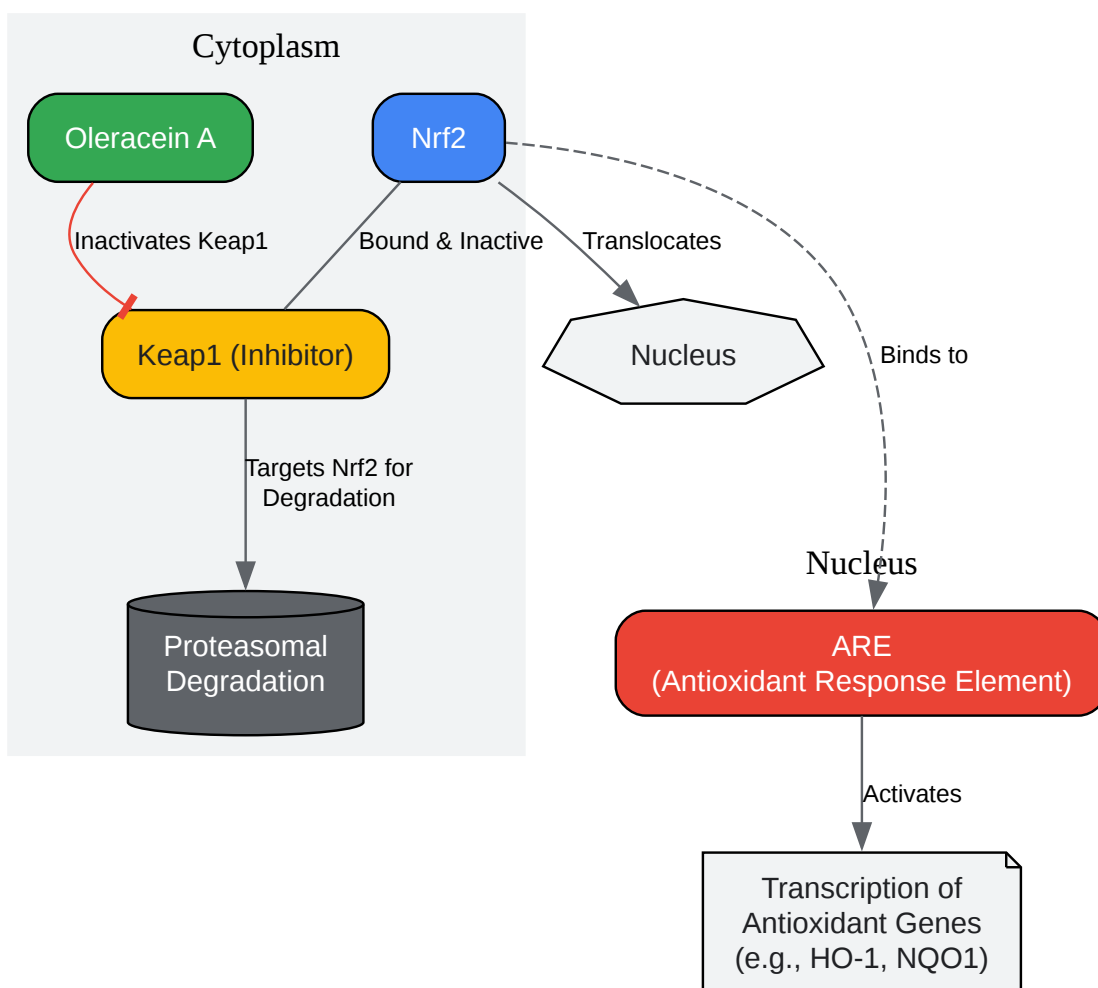 Cytoplasm
Oleracein A
Nrf2
Inactivates Keap1
Bound & Inactive
Translocates
Keap1 (Inhibitor)
Nucleus
Binds to
Targets Nrf2 for
Degradation
Nucleus
Proteasomal
Degradation
ARE
(Antioxidant Response Element)
Activates
Transcription of
Antioxidant Genes
(e.g., HO-1, NQO1)